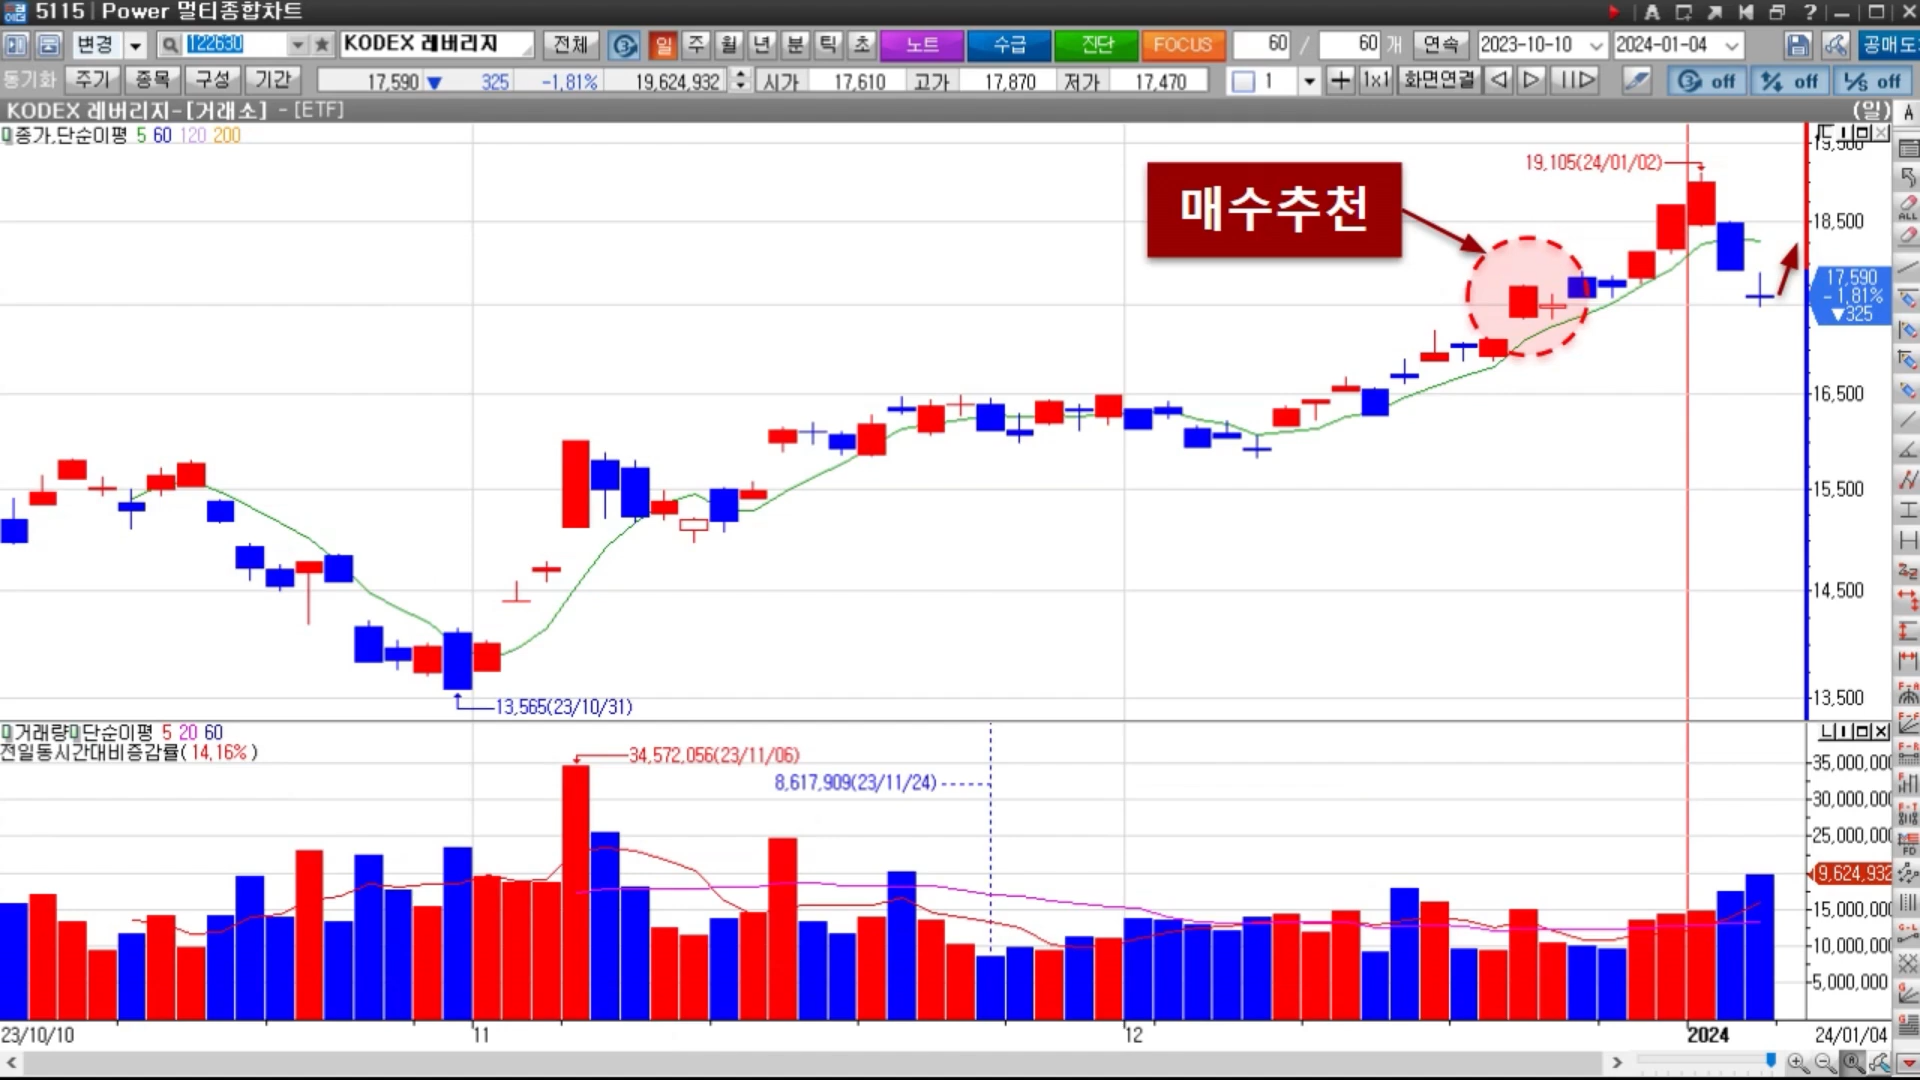 5115 | Power 멀티종합차트
변경 122630 KODEX 레버리지 전체 일 주 월 년 분 틱 초 노트 수급 진단 FOCUS 60 / 60 개 연속 2023-10-10 2024-01-04 공매도
동기화 주기 종목 구성 기간 17,590 ▼ 325 -1,81% 19,624,932 시가 17,610 고가 17,870 저가 17,470 1 1x1 화면연결 off off L/S off
KODEX 레버리지-[거래소] - [ETF] (일)
종가,단순이평 5 60 120 200
19,105(24/01/02)
매수추천
18,500
17,590
-1,81%
▼325
16,500
15,500
14,500
13,565(23/10/31)
13,500
거래량 단순이평 5 20 60
전일동시간대비증감률( 14,16% )
34,572,056(23/11/06)
8,617,909(23/11/24)
35,000,000
30,000,000
25,000,000
9,624,932
15,000,000
10,000,000
5,000,000
23/10/10 11 12 2024 24/01/04